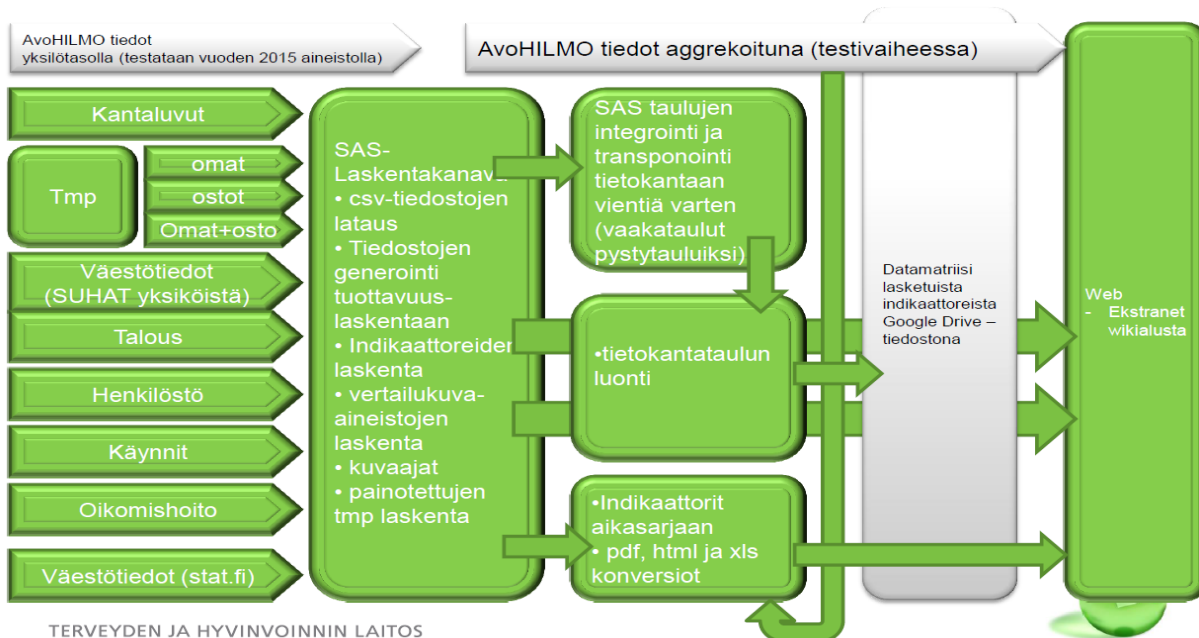 AvoHILMO tiedot
yksilötasolla (testataan vuoden 2015 aineistolla)
AvoHILMO tiedot aggrekoituna (testivaiheessa)
Kantaluvut
Tmp
omat
ostot
Omat+osto
Väestötiedot
(SUHAT yksiköistä)
Talous
Henkilöstö
Käynnit
Oikomishoito
Väestötiedot (stat.fi)
SAS-
Laskentakanava
• csv-tiedostojen
lataus
• Tiedostojen
generointi
tuottavuus-
laskentaan
• Indikaattoreiden
laskenta
• vertailukuva-
aineistojen
laskenta
• kuvaajat
• painotettujen
tmp laskenta
SAS taulujen
integrointi ja
transponointi
tietokantaan
vientiä varten
(vaakataulut
pystytauluiksi)
•tietokantataulun
luonti
•Indikaattorit
aikasarjaan
• pdf, html ja xls
konversiot
Datamatriisi
lasketuista
indikaattoreista
Google Drive –
tiedostona
Web
- Ekstranet
wikialusta
TERVEYDEN JA HYVINVOINNIN LAITOS